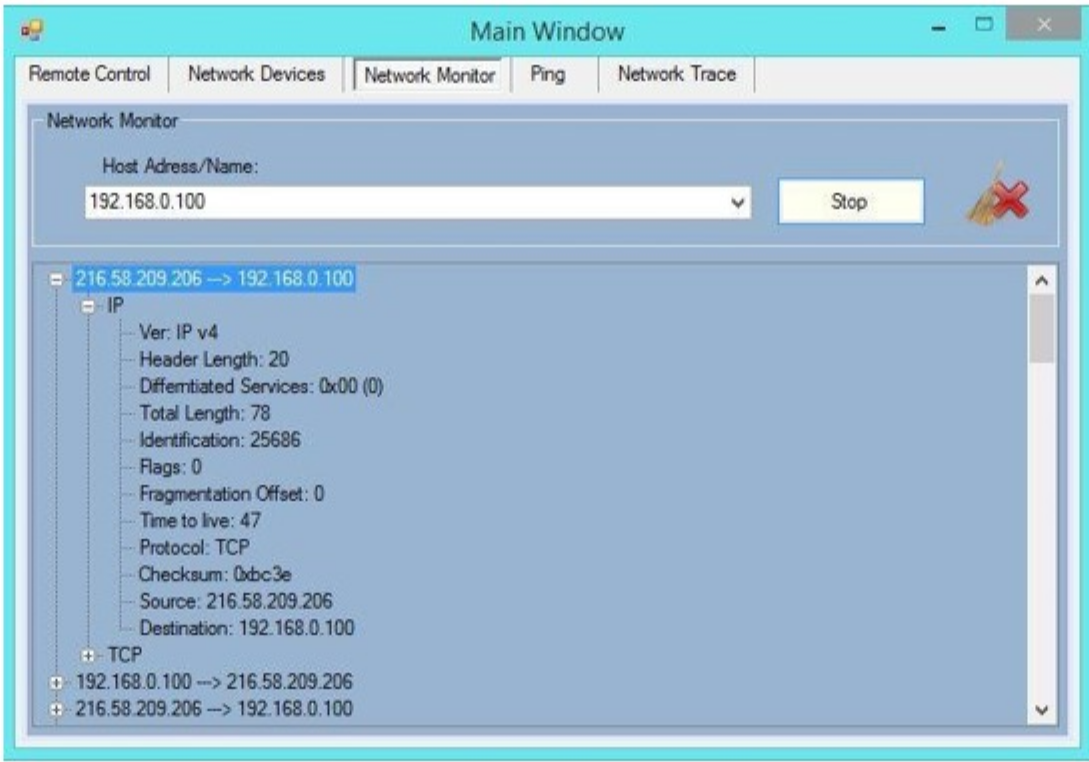 Main Window
Remote Control Network Devices Network Monitor Ping Network Trace
Network Monitor
Host Adress/Name:
192.168.0.100 Stop
216.58.209.206 ---> 192.168.0.100
IP
Ver: IP v4
Header Length: 20
Differntiated Services: 0x00 (0)
Total Length: 78
Identification: 25686
Flags: 0
Fragmentation Offset: 0
Time to live: 47
Protocol: TCP
Checksum: 0xbc3e
Source: 216.58.209.206
Destination: 192.168.0.100
TCP
192.168.0.100 ---> 216.58.209.206
216.58.209.206 ---> 192.168.0.100